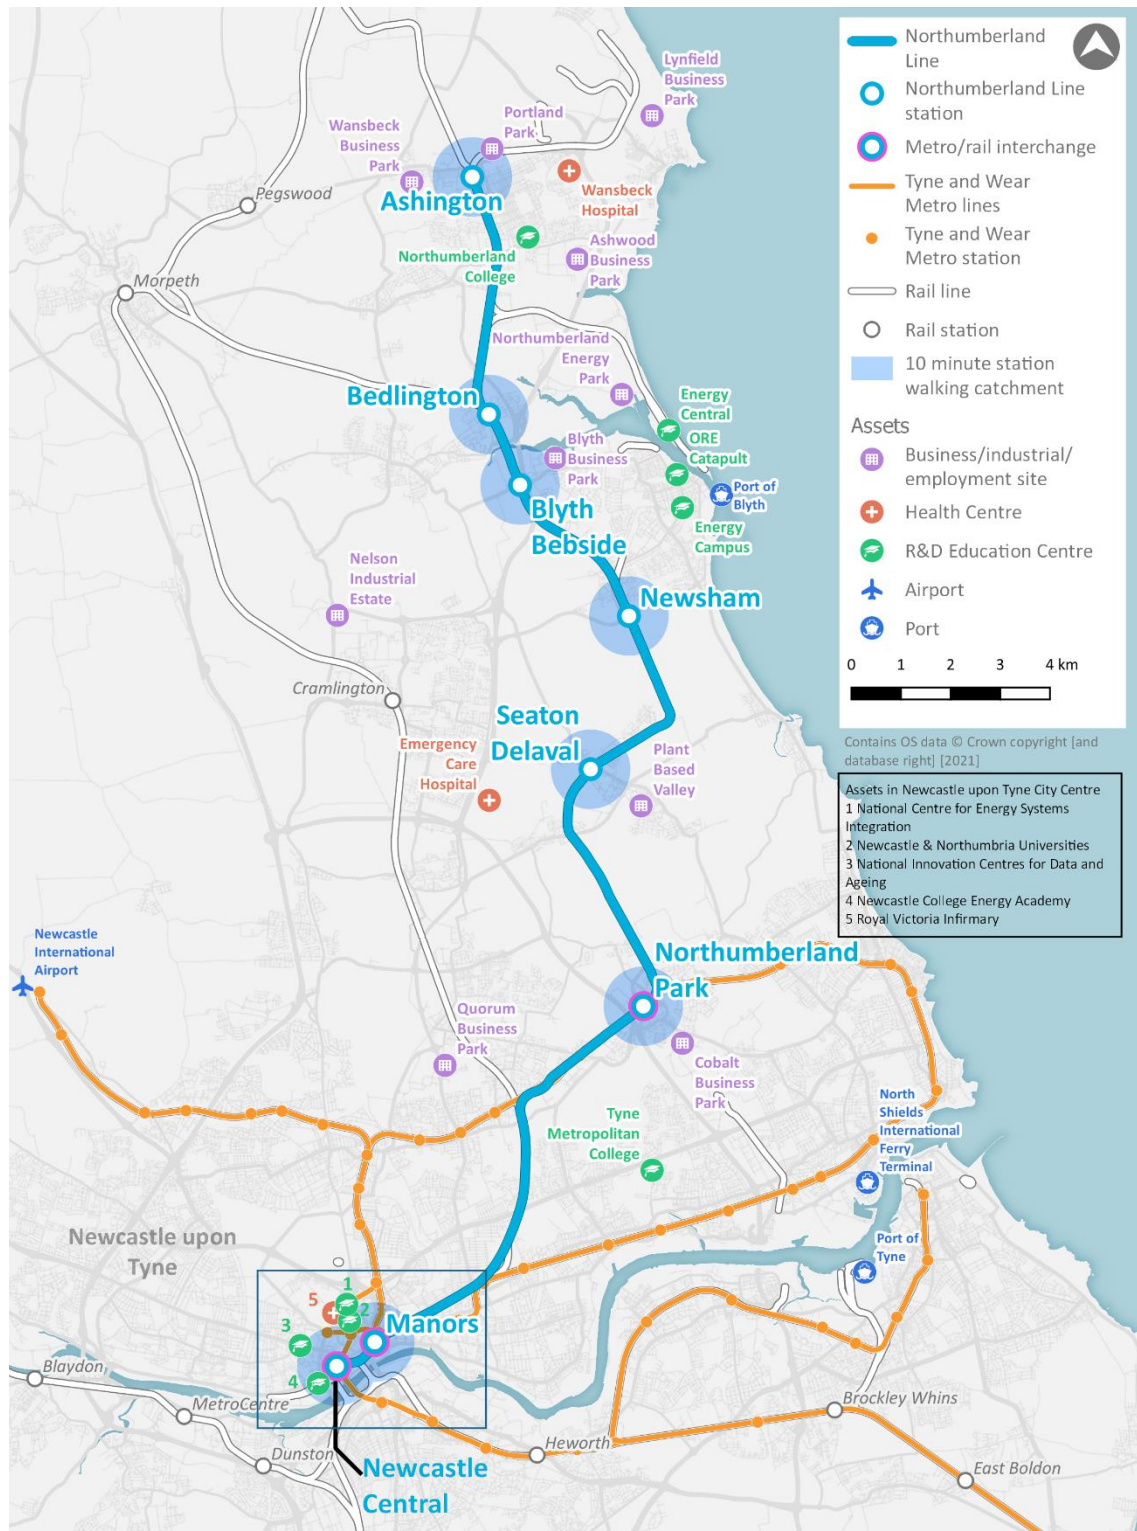 Northumberland
Line
Northumberland Line
station
Metro/rail interchange
Tyne and Wear
Metro lines
Tyne and Wear
Metro station
Rail line
Rail station
10 minute station
walking catchment
Assets
Business/industrial/
employment site
Health Centre
R&D Education Centre
Airport
Port
0 1 2 3 4 km
Contains OS data © Crown copyright [and
database right] [2021]
Assets in Newcastle upon Tyne City Centre
1 National Centre for Energy Systems
Integration
2 Newcastle & Northumbria Universities
3 National Innovation Centres for Data and
Ageing
4 Newcastle College Energy Academy
5 Royal Victoria Infirmary
Lynfield
Business
Park
Portland
Park
Wansbeck
Business
Park
Pegswood
Ashington
Wansbeck
Hospital
Northumberland
College
Ashwood
Business
Park
Morpeth
Northumberland
Energy
Park
Bedlington
Energy
Central
ORE
Catapult
Blyth
Business
Park
Port of
Blyth
Blyth
Bebside
Energy
Campus
Nelson
Industrial
Estate
Newsham
Cramlington
Seaton
Delaval
Emergency
Care
Hospital
Plant
Based
Valley
Newcastle
International
Airport
Northumberland
Park
Quorum
Business
Park
Cobalt
Business
Park
Tyne
Metropolitan
College
North
Shields
International
Ferry
Terminal
Newcastle upon
Tyne
Port of
Tyne
1
5
2
3
4
Manors
Blaydon
MetroCentre
Dunston
Newcastle
Central
Heworth
Brockley Whins
East Boldon